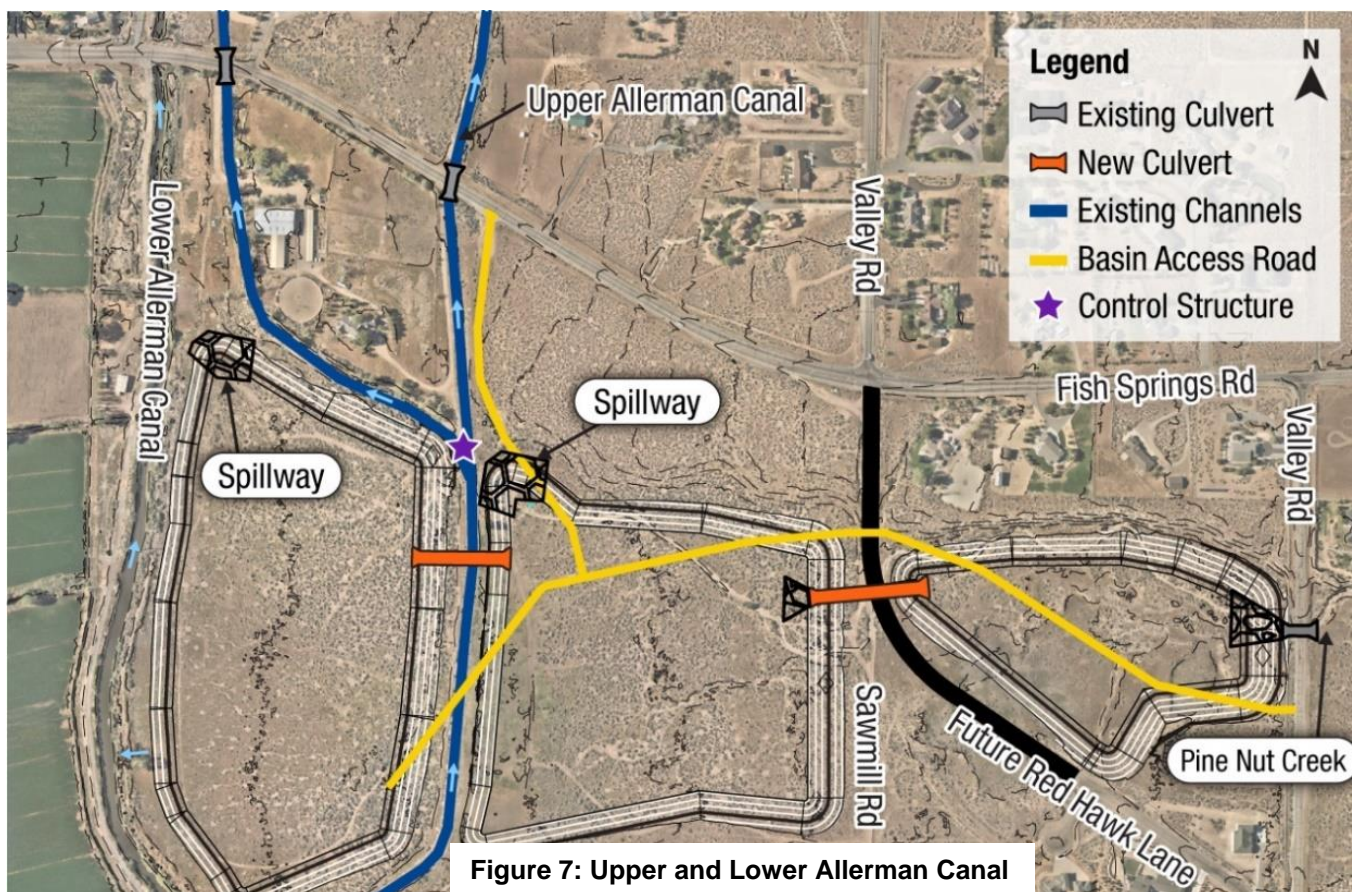 Legend
N
Existing Culvert
New Culvert
Existing Channels
Basin Access Road
Control Structure
Upper Allerman Canal
Lower Allerman Canal
Valley Rd
Fish Springs Rd
Valley Rd
Spillway
Spillway
Sawmill Rd
Future Red Hawk Lane
Pine Nut Creek
Figure 7: Upper and Lower Allerman Canal